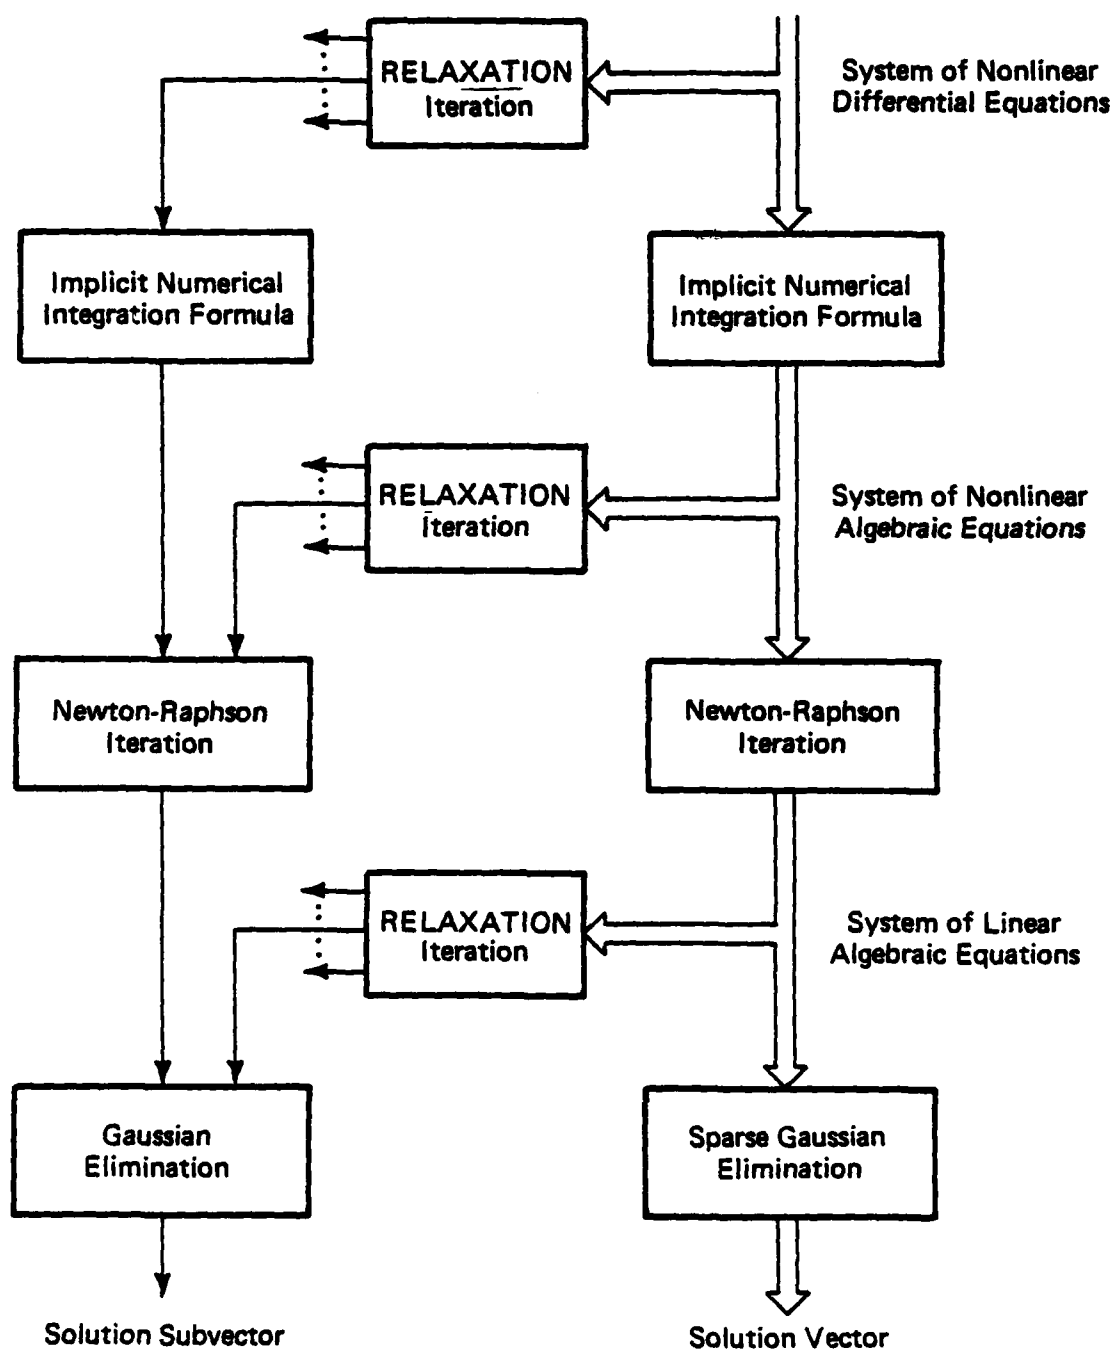 RELAXATION
Iteration
System of Nonlinear
Differential Equations
Implicit Numerical
Integration Formula
Implicit Numerical
Integration Formula
RELAXATION
Iteration
System of Nonlinear
Algebraic Equations
Newton-Raphson
Iteration
Newton-Raphson
Iteration
RELAXATION
Iteration
System of Linear
Algebraic Equations
Gaussian
Elimination
Sparse Gaussian
Elimination
Solution Subvector
Solution Vector